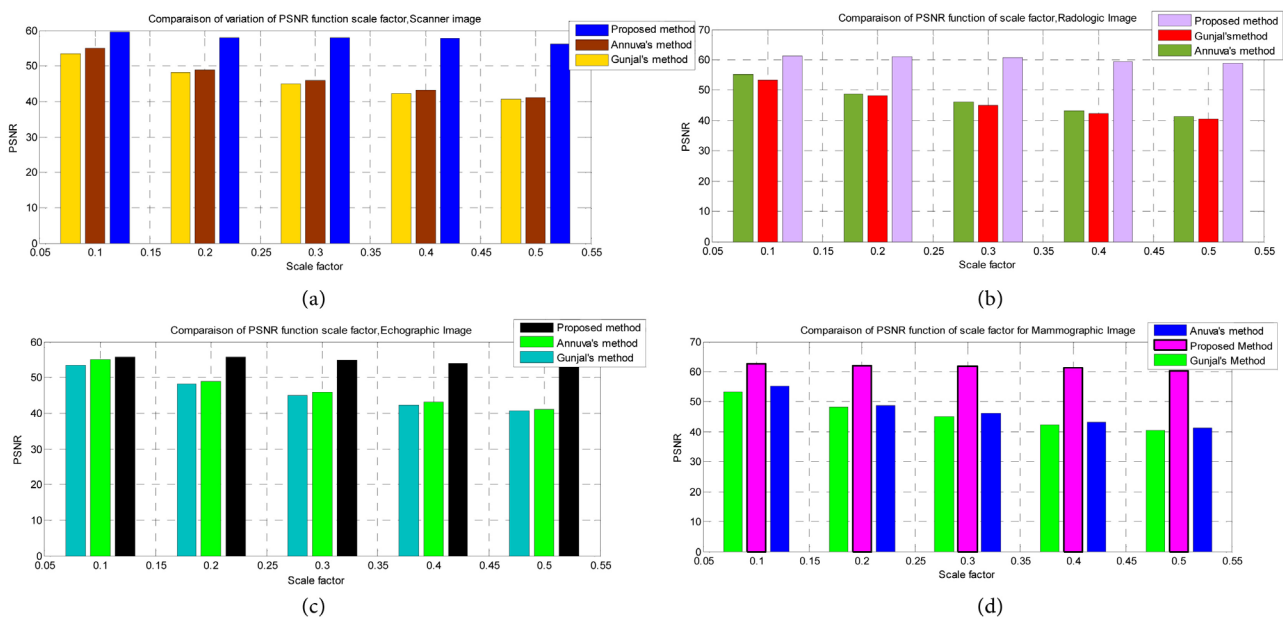 Comparaison of variation of PSNR function scale factor,Scanner image
Proposed method
Annuva's method
Gunjal's method
60
50
40
30
20
10
0
PSNR
0.05 0.1 0.15 0.2 0.25 0.3 0.35 0.4 0.45 0.5 0.55
Scale factor
(a)
Comparaison of PSNR function of scale factor,Radologic Image
Proposed method
Gunjal'smethod
Annuva's method
70
60
50
40
30
20
10
0
PSNR
0.05 0.1 0.15 0.2 0.25 0.3 0.35 0.4 0.45 0.5 0.55
Scale factor
(b)
Comparaison of PSNR function scale factor,Echographic Image
Proposed method
Annuva's method
Gunjal's method
60
50
40
30
20
10
0
PSNR
0.05 0.1 0.15 0.2 0.25 0.3 0.35 0.4 0.45 0.5 0.55
Scale factor
(c)
Comparaison of PSNR function of scale factor for Mammographic Image
Anuva's method
Proposed Method
Gunjal's Method
70
60
50
40
30
20
10
0
PSNR
0.05 0.1 0.15 0.2 0.25 0.3 0.35 0.4 0.45 0.5 0.55
Scale factor
(d)